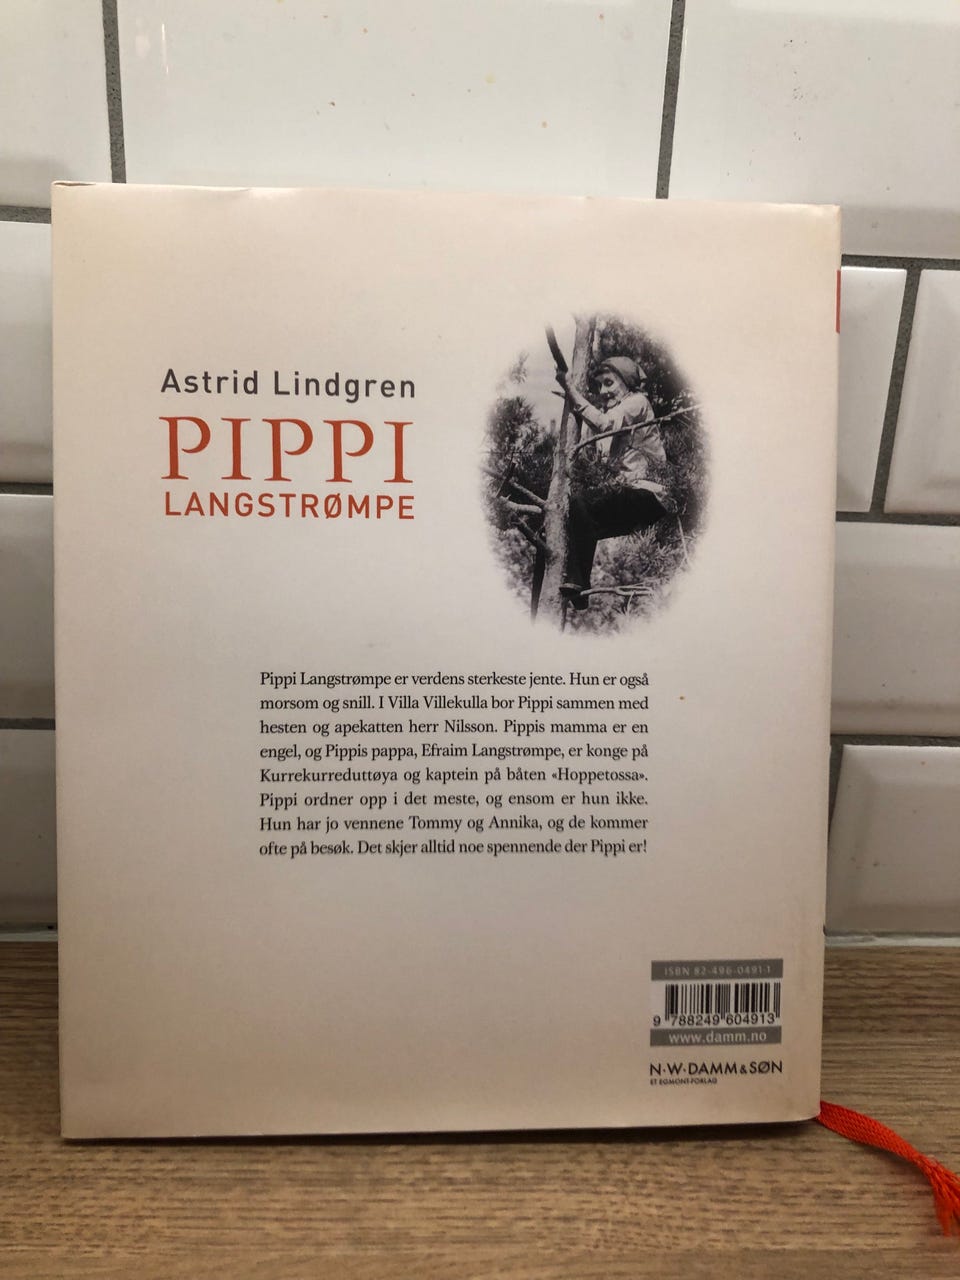 Astrid Lindgren
PIPPI
LANGSTRØMPE
Pippi Langstrømpe er verdens sterkeste jente. Hun er også
morsom og snill. I Villa Villekulla bor Pippi sammen med
hesten og apekatten herr Nilsson. Pippis mamma er en
engel, og Pippis pappa, Efraim Langstrømpe, er konge på
Kurrekurreduttøya og kaptein på båten «Hoppetossa».
Pippi ordner opp i det meste, og ensom er hun ikke.
Hun har jo vennene Tommy og Annika, og de kommer
ofte på besøk. Det skjer alltid noe spennende der Pippi er!
ISBN 82-496-0491-1
9 788249 604913
www.damm.no
N·W·DAMM & SØN
ET EGMONT-FORLAG